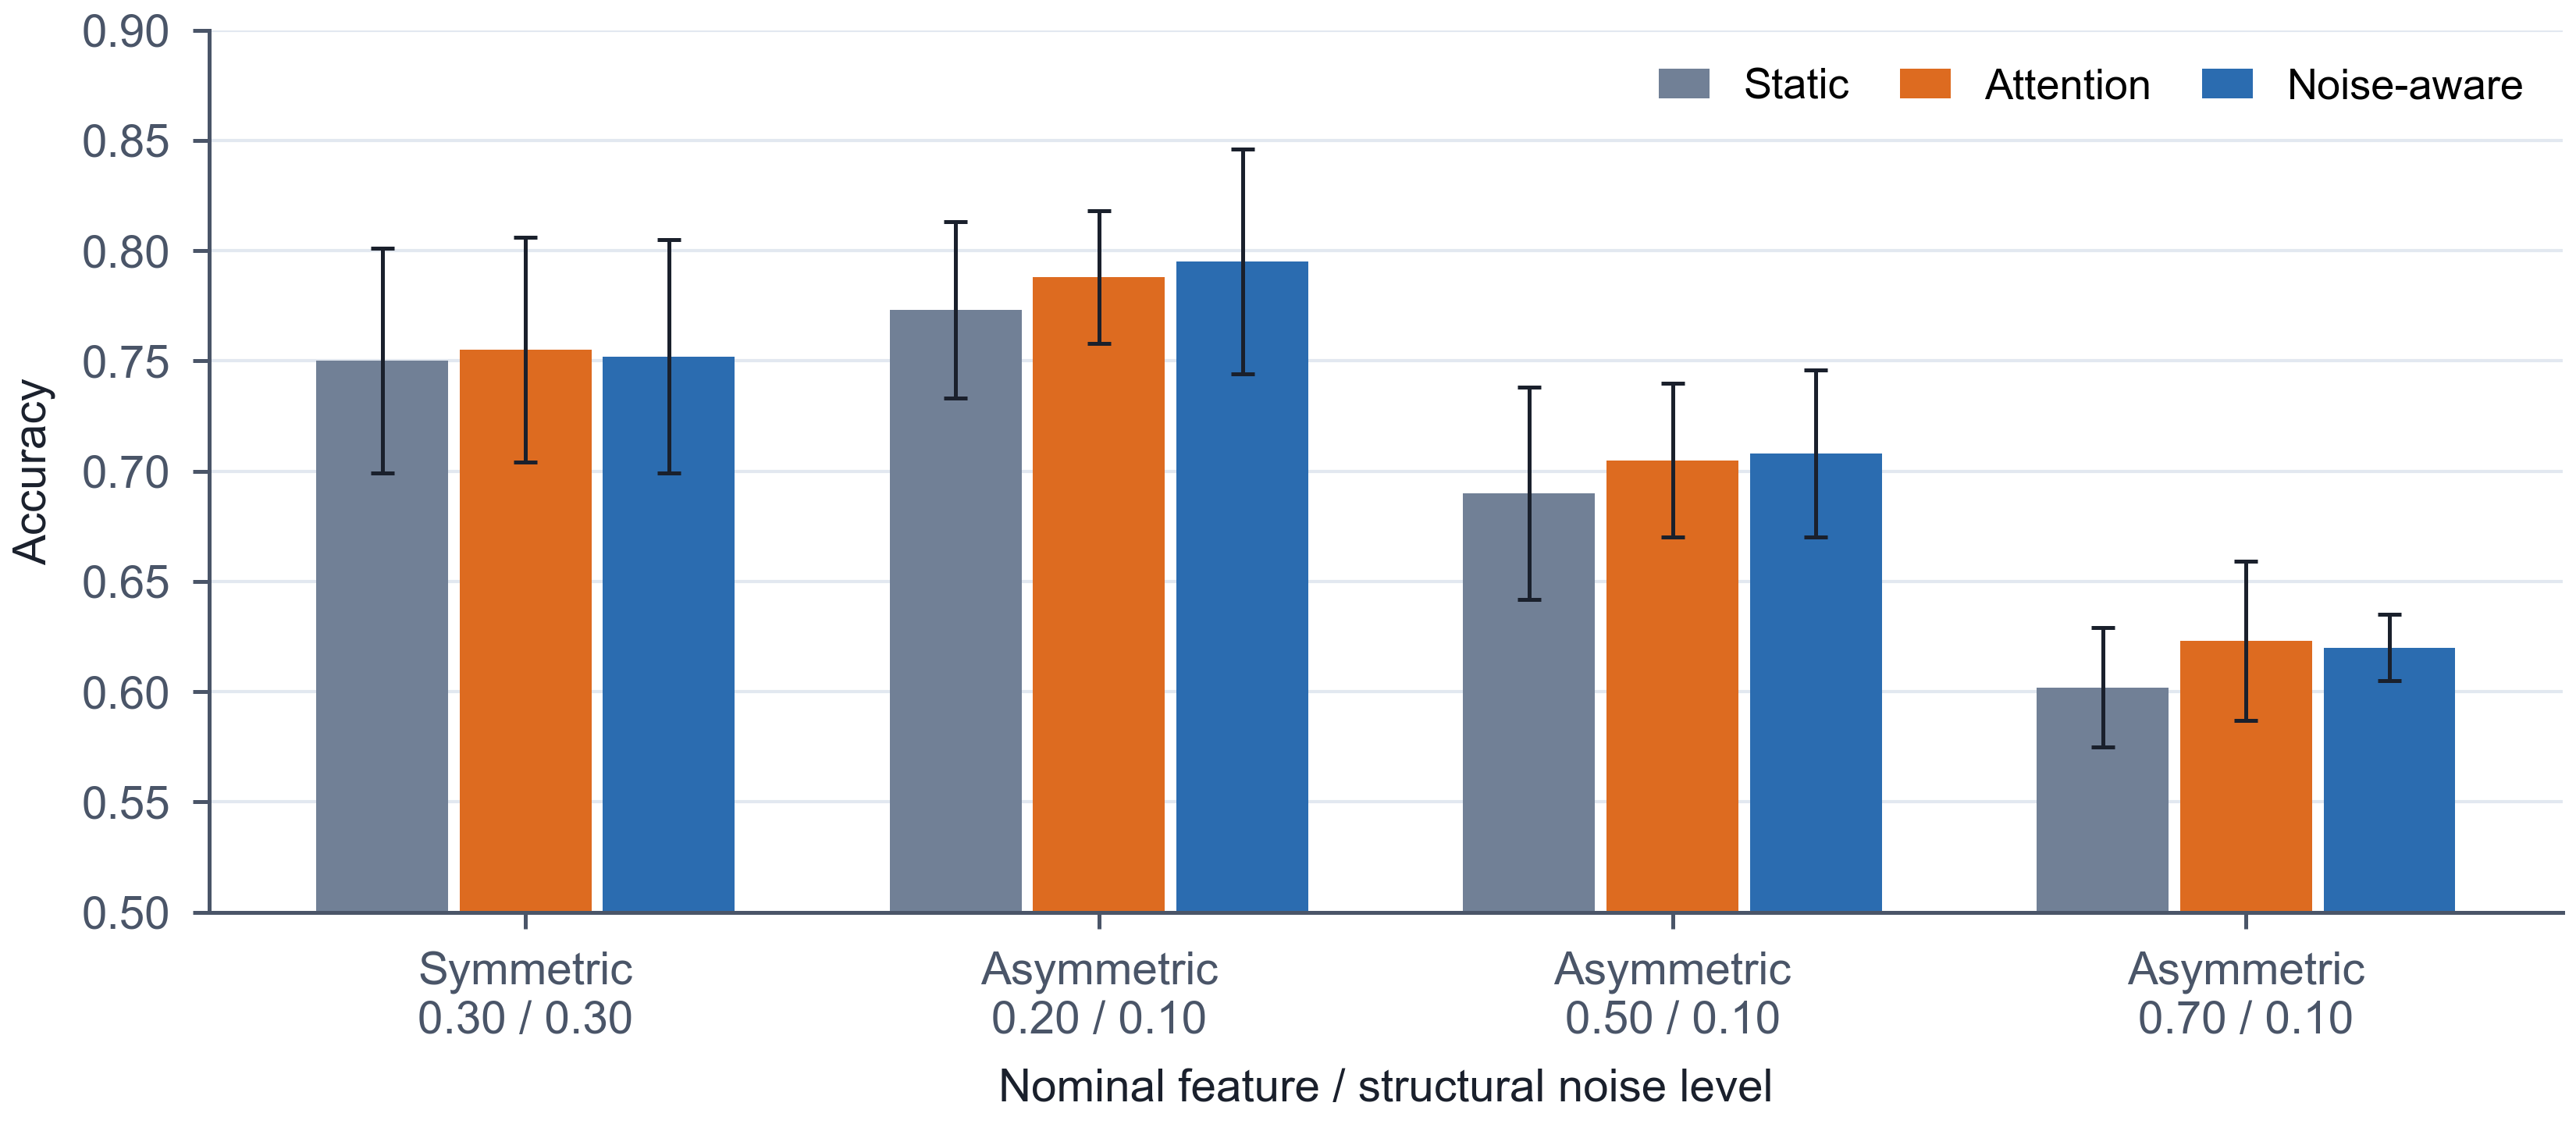 0.90
Static
Attention
Noise-aware
0.85
0.80
0.75
0.70
0.65
0.60
0.55
0.50
Accuracy
Symmetric
0.30 / 0.30
Asymmetric
0.20 / 0.10
Asymmetric
0.50 / 0.10
Asymmetric
0.70 / 0.10
Nominal feature / structural noise level